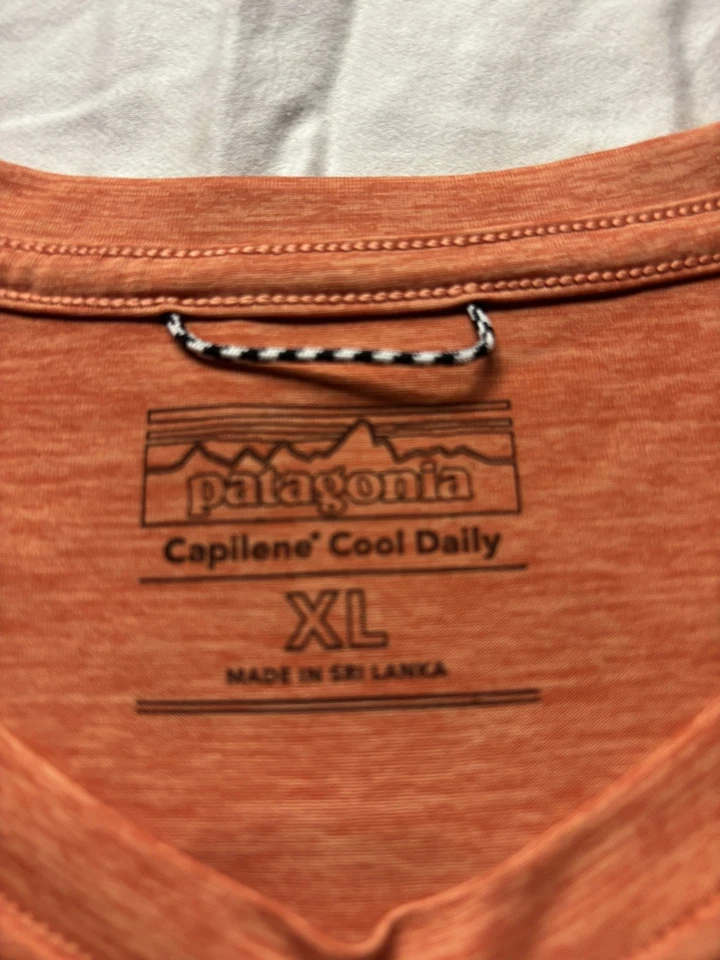 patagonia
Capilene® Cool Daily
XL
MADE IN SRI LANKA